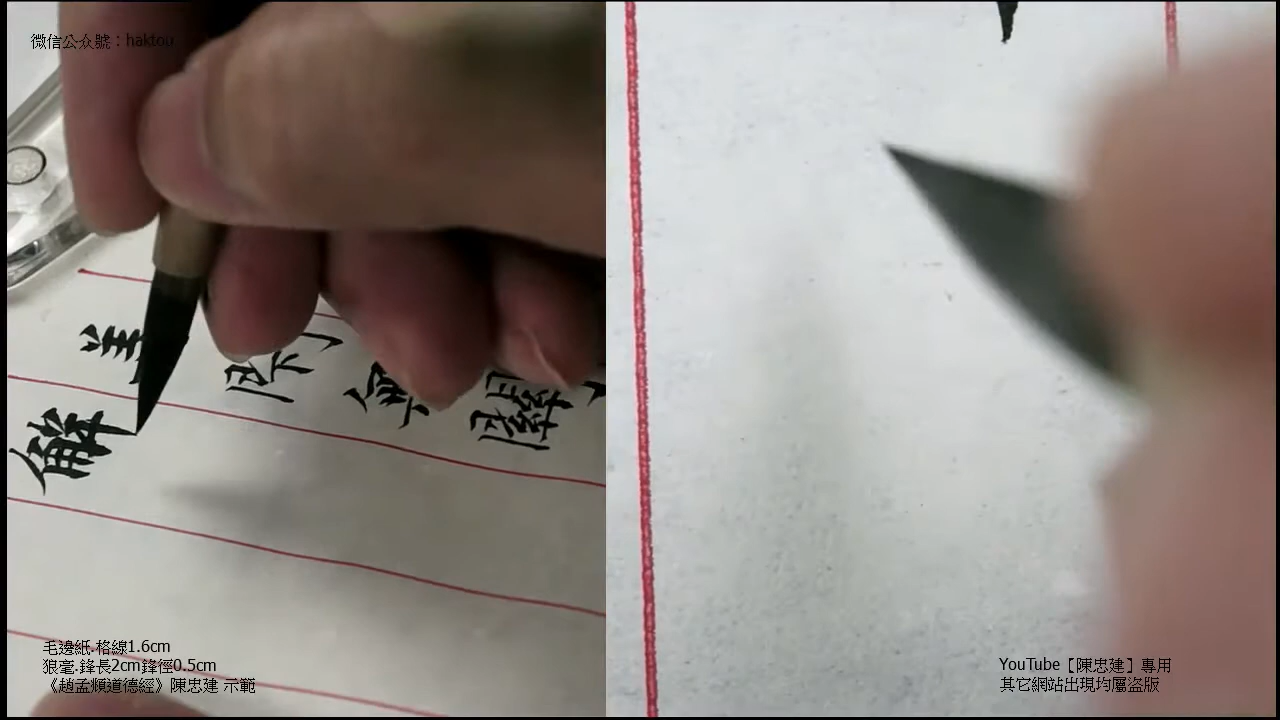 微信公众號：haktou
關
解
毛邊紙.格線1.6cm
狼毫.鋒長2cm鋒徑0.5cm
《趙孟頫道德經》陳忠建 示範
YouTube［陳忠建］專用
其它網站出現均屬盜版